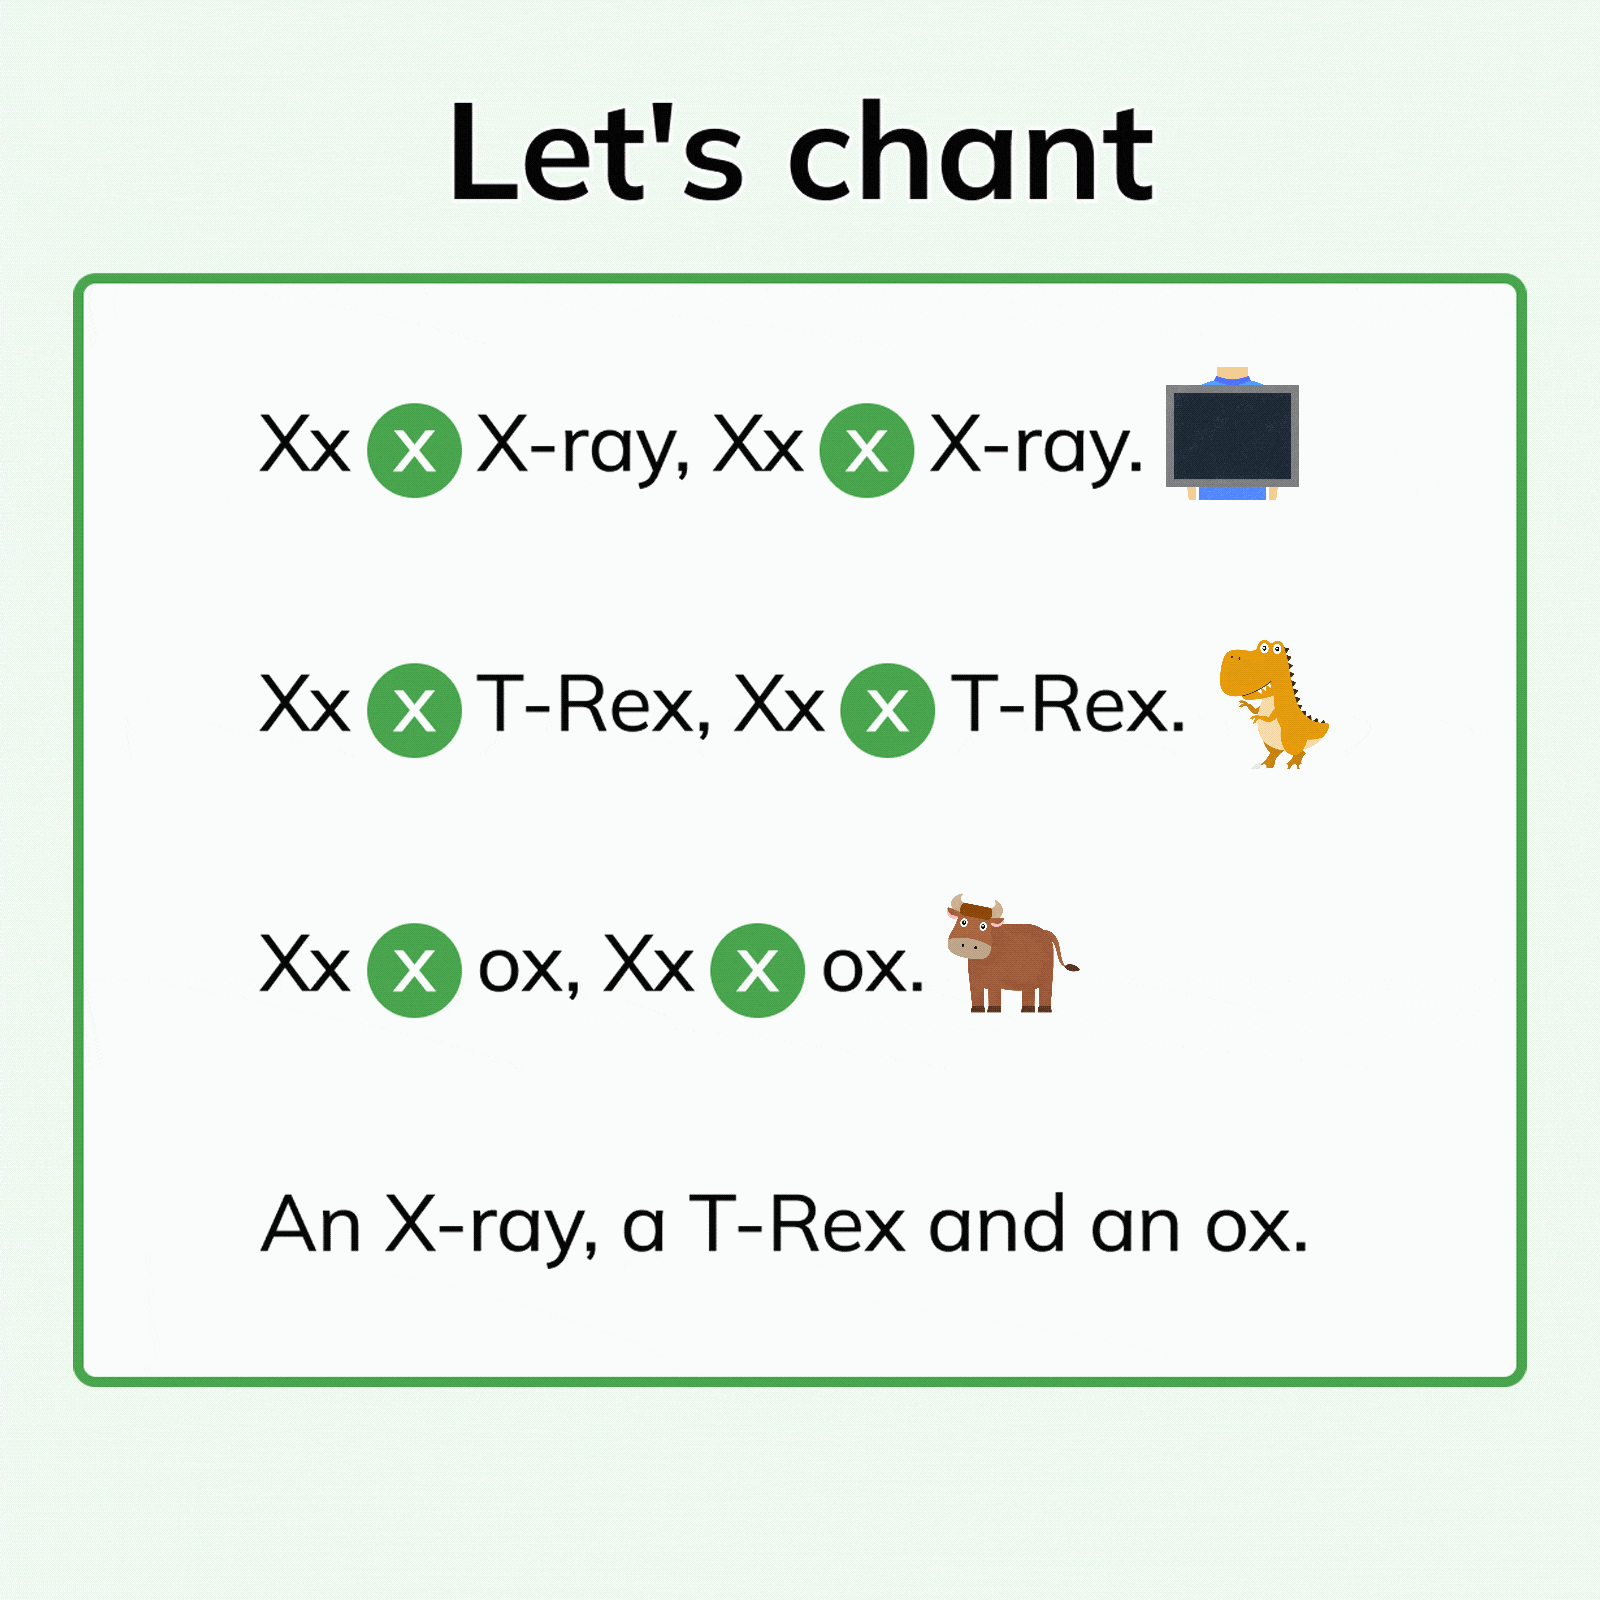 Let's chant
Xx x X-ray, Xx x X-ray.
Xx x T-Rex, Xx x T-Rex.
Xx x ox, Xx x ox.
An X-ray, a T-Rex and an ox.